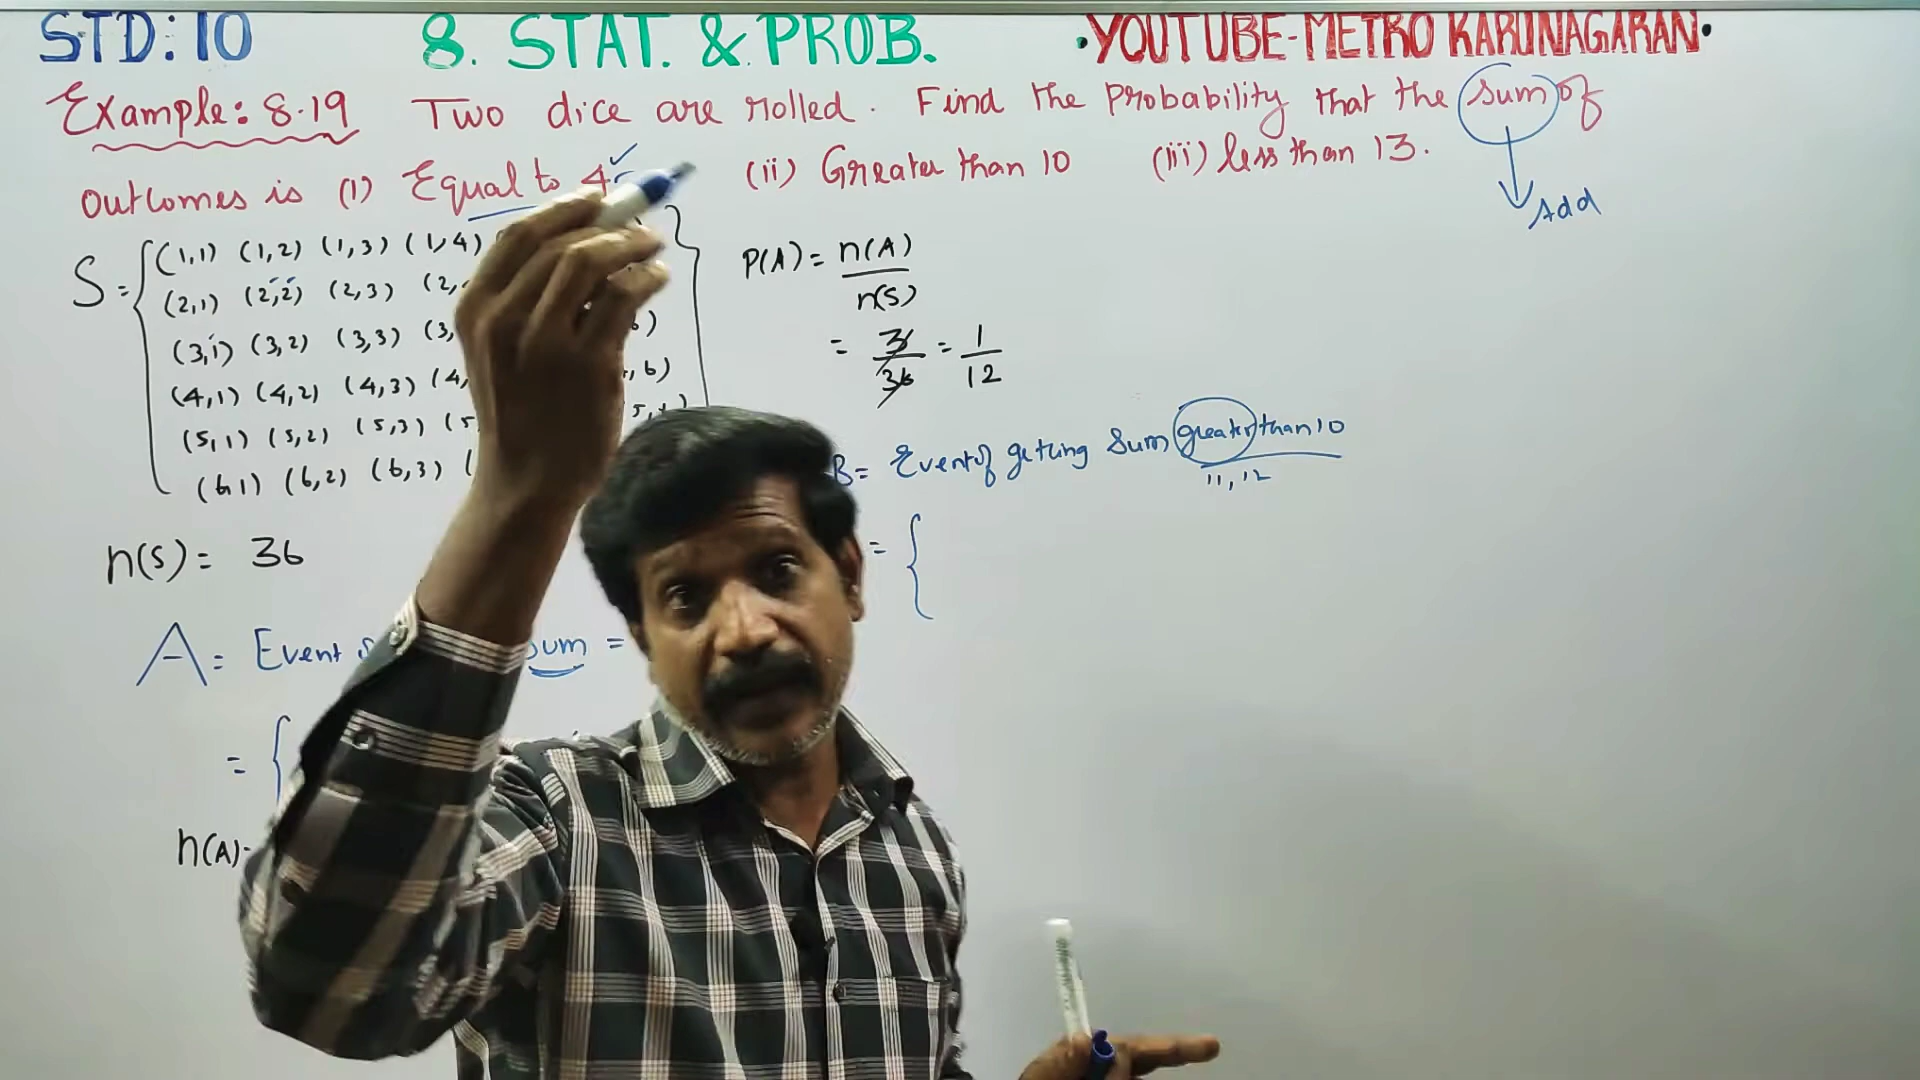 STD: 10 8. STAT. & PROB. •YOUTUBE-METRO KARUNAGARAN•
Example: 8.19 Two dice are rolled. Find the probability that the sum of
outcomes is (i) Equal to 4 (ii) Greater than 10 (iii) less than 13.
Add
S = { (1,1) (1,2) (1,3) (1,4)
(2,1) (2,2) (2,3) (2,
(3,1) (3,2) (3,3) (3,
(4,1) (4,2) (4,3) (4, ,6)
(5,1) (5,2) (5,3) (5
(6,1) (6,2) (6,3) (
}
n(S) = 36
A = Event sum =
= {
n(A) =
P(A) = n(A)
n(S)
= 3 = 1
36 12
B = Event of geting Sum greater than 10
11, 12
= {